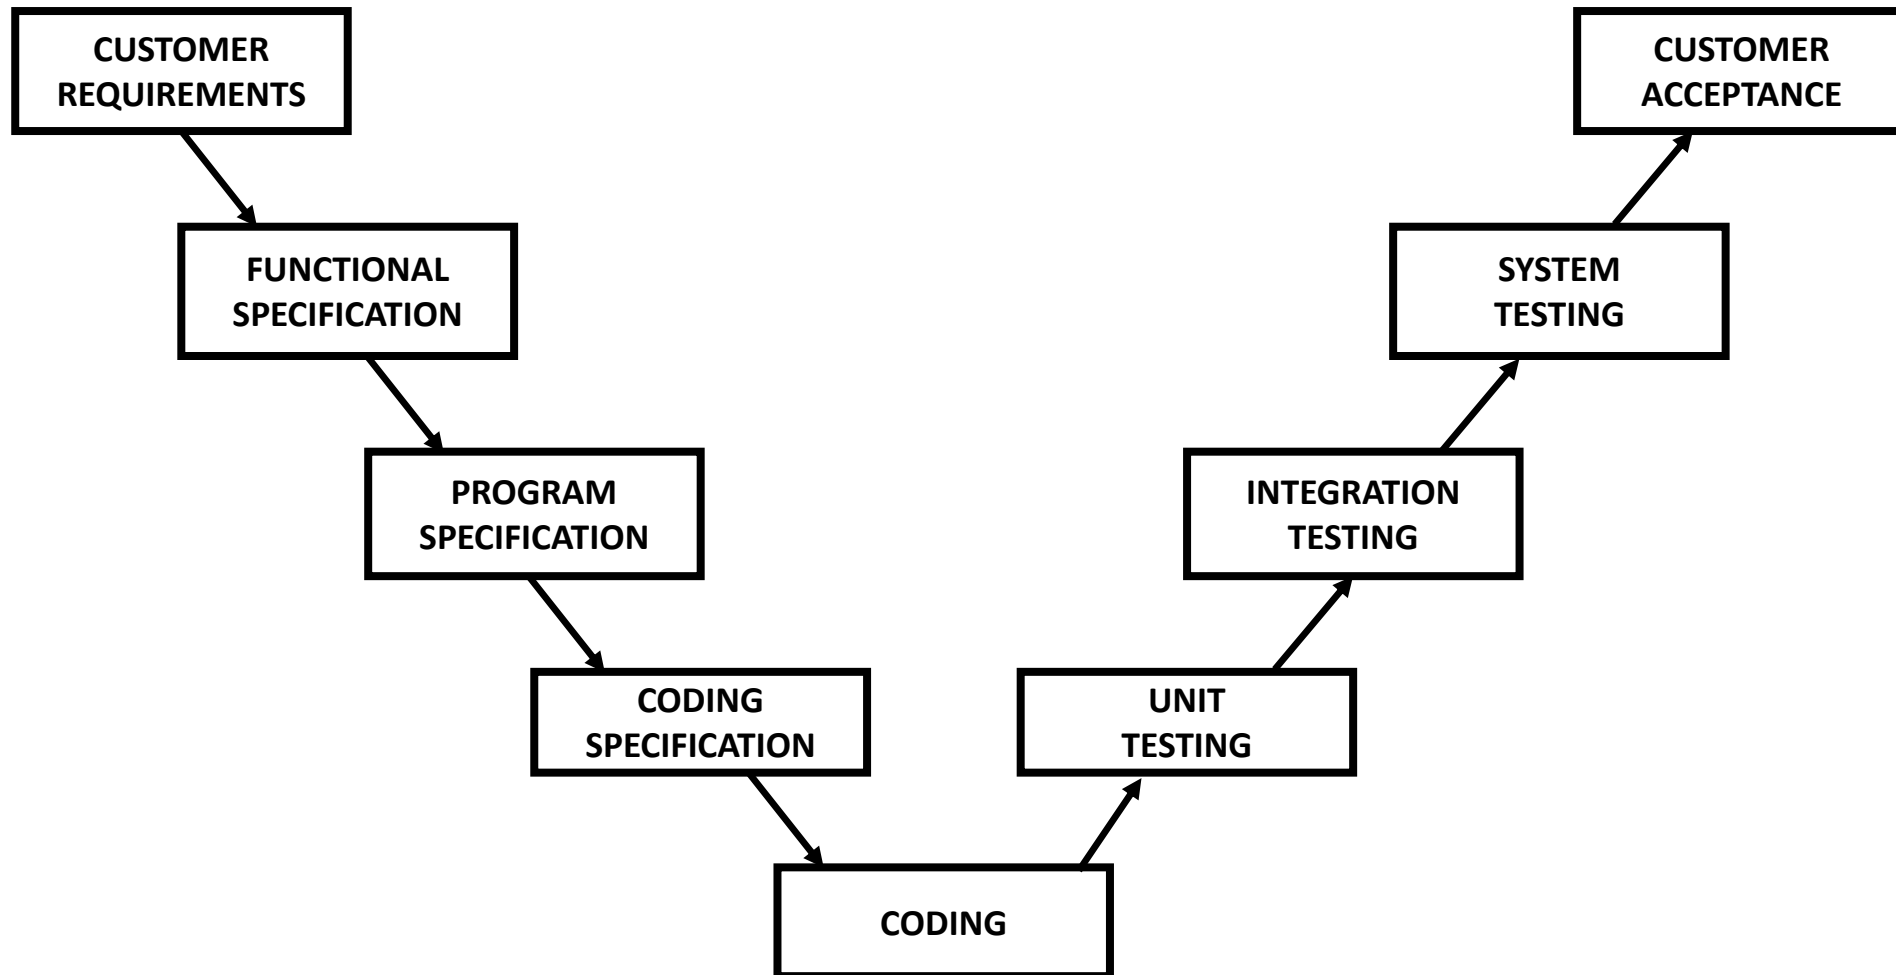 CUSTOMER
REQUIREMENTS
CUSTOMER
ACCEPTANCE
FUNCTIONAL
SPECIFICATION
SYSTEM
TESTING
PROGRAM
SPECIFICATION
INTEGRATION
TESTING
CODING
SPECIFICATION
UNIT
TESTING
CODING